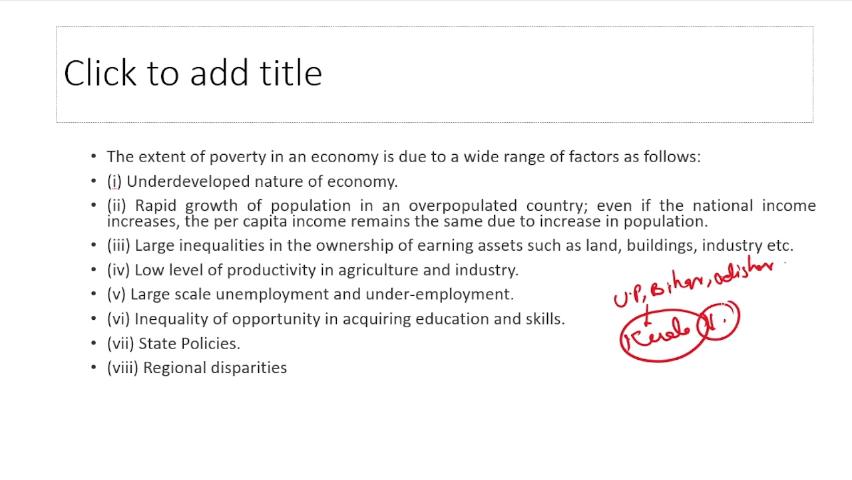 Click to add title
• The extent of poverty in an economy is due to a wide range of factors as follows:
• (i) Underdeveloped nature of economy.
• (ii) Rapid growth of population in an overpopulated country; even if the national income
increases, the per capita income remains the same due to increase in population.
• (iii) Large inequalities in the ownership of earning assets such as land, buildings, industry etc.
• (iv) Low level of productivity in agriculture and industry.
• (v) Large scale unemployment and under-employment.
U.P, Bihar, Odisha
• (vi) Inequality of opportunity in acquiring education and skills.
Kerala
• (vii) State Policies.
• (viii) Regional disparities